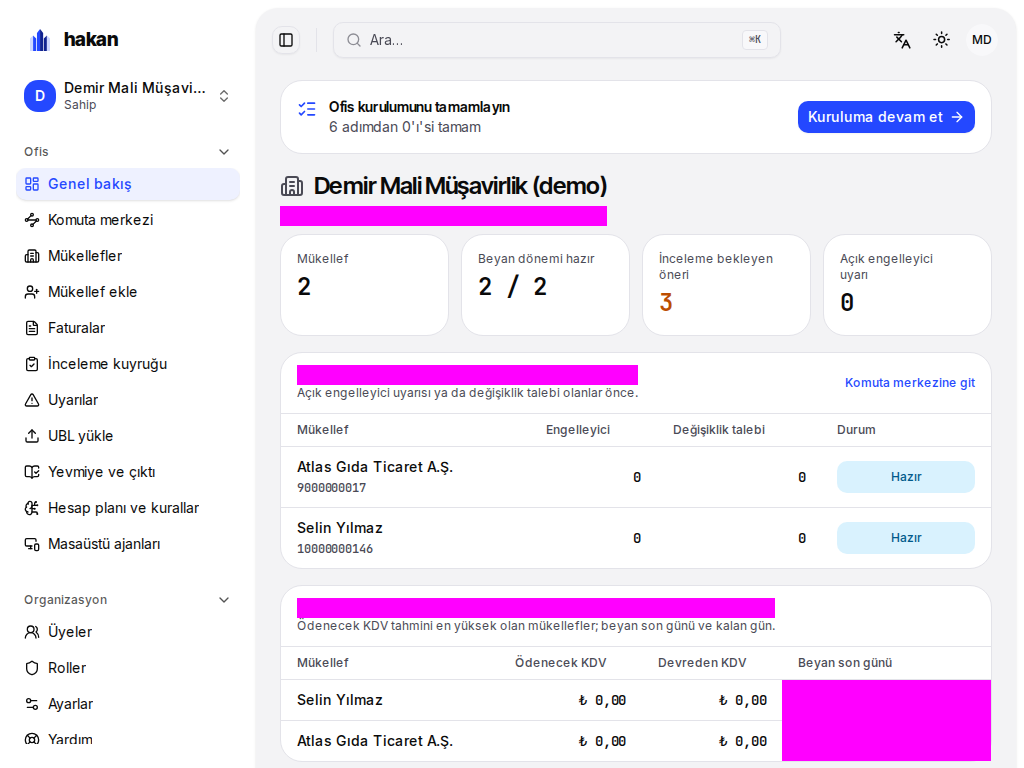 hakan
Ara...
⌘K
MD
D
Demir Mali Müşavi...
Sahip
Ofis
Genel bakış
Komuta merkezi
Mükellefler
Mükellef ekle
Faturalar
İnceleme kuyruğu
Uyarılar
UBL yükle
Yevmiye ve çıktı
Hesap planı ve kurallar
Masaüstü ajanları
Organizasyon
Üyeler
Roller
Ayarlar
Yardım
Ofis kurulumunu tamamlayın
6 adımdan 0'ı'si tamam
Kuruluma devam et
Demir Mali Müşavirlik (demo)
Mükellef
2
Beyan dönemi hazır
2 / 2
İnceleme bekleyen
öneri
3
Açık engelleyici
uyarı
0
Açık engelleyici uyarısı ya da değişiklik talebi olanlar önce.
Komuta merkezine git
Mükellef Engelleyici Değişiklik talebi Durum
Atlas Gıda Ticaret A.Ş. 0 0 Hazır
9000000017
Selin Yılmaz 0 0 Hazır
10000000146
Ödenecek KDV tahmini en yüksek olan mükellefler; beyan son günü ve kalan gün.
Mükellef Ödenecek KDV Devreden KDV Beyan son günü
Selin Yılmaz ₺ 0,00 ₺ 0,00
Atlas Gıda Ticaret A.Ş. ₺ 0,00 ₺ 0,00